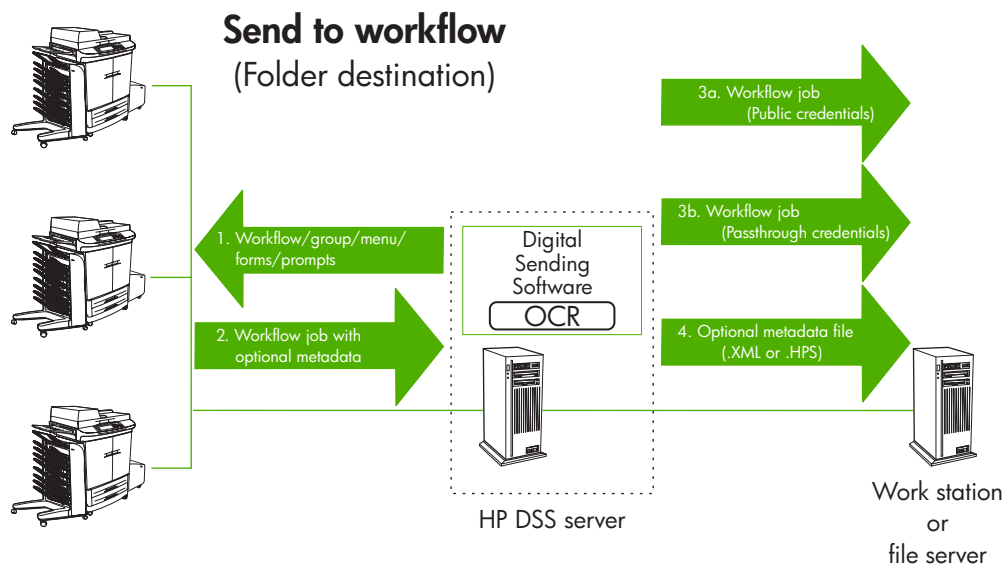 Send to workflow
(Folder destination)
3a. Workflow job
(Public credentials)
3b. Workflow job
(Passthrough credentials)
1. Workflow/group/menu/
forms/prompts
Digital
Sending
Software
OCR
2. Workflow job with
optional metadata
4. Optional metadata file
(.XML or .HPS)
HP DSS server
Work station
or
file server